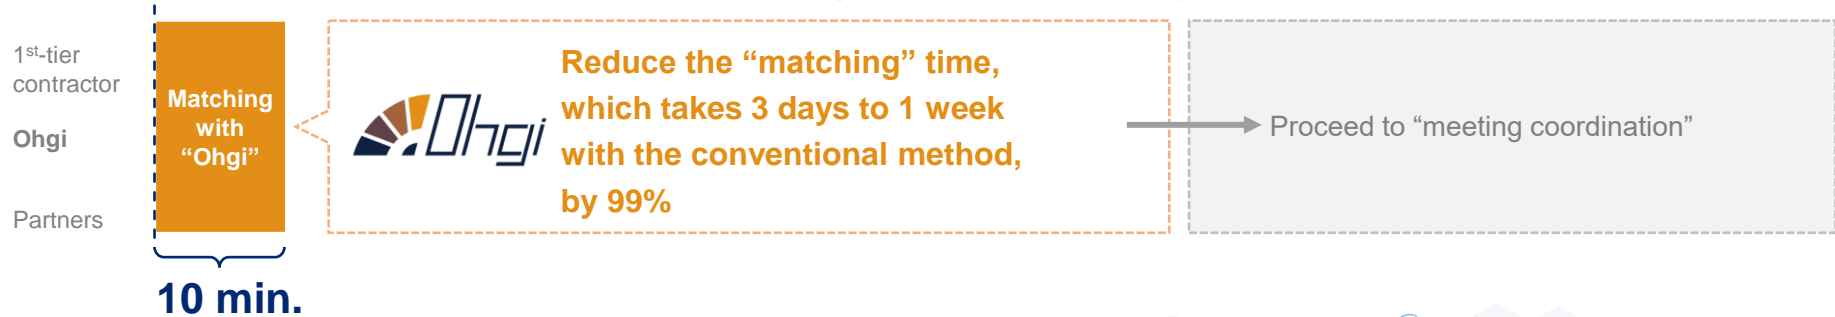 1st-tier
contractor
Ohgi
Partners
Matching
with
“Ohgi”
10 min.
Ohgi
Reduce the “matching” time,
which takes 3 days to 1 week
with the conventional method,
by 99%
Proceed to “meeting coordination”